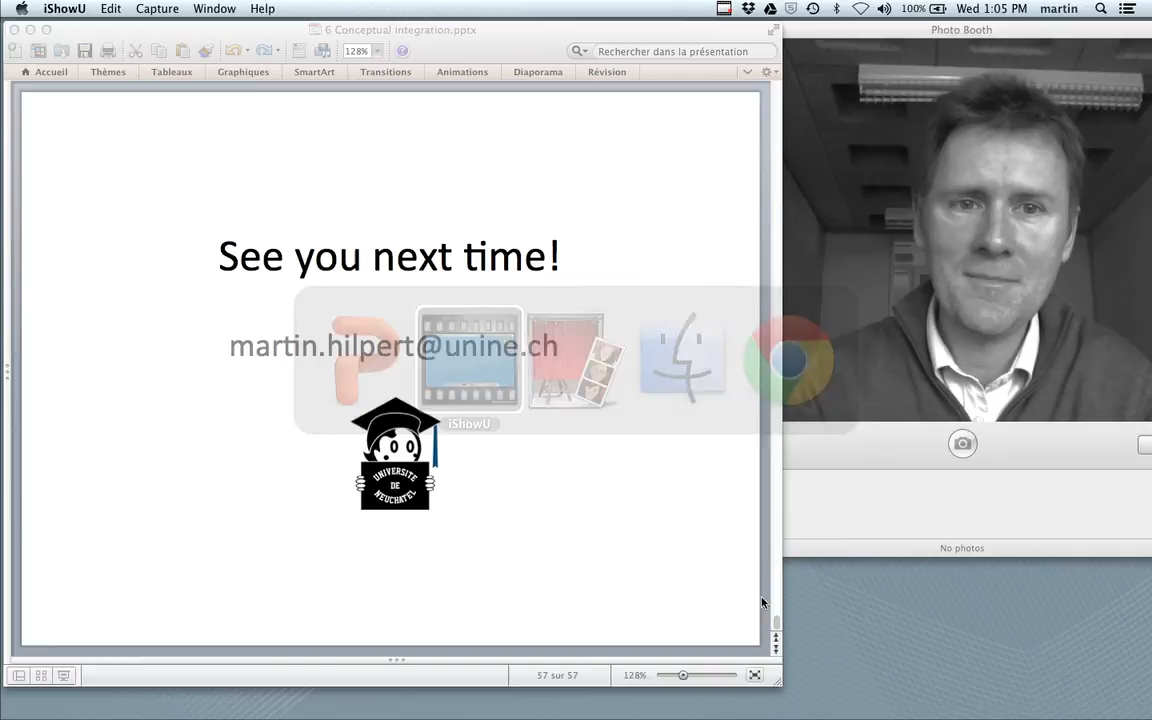 iShowU Edit Capture Window Help
100% Wed 1:05 PM martin
6 Conceptual integration.pptx
128%
Rechercher dans la présentation
Accueil Thèmes Tableaux Graphiques SmartArt Transitions Animations Diaporama Révision
Photo Booth
See you next time!
martin.hilpert@unine.ch
iShowU
UNIVERSITE
DE
NEUCHATEL
No photos
57 sur 57
128%